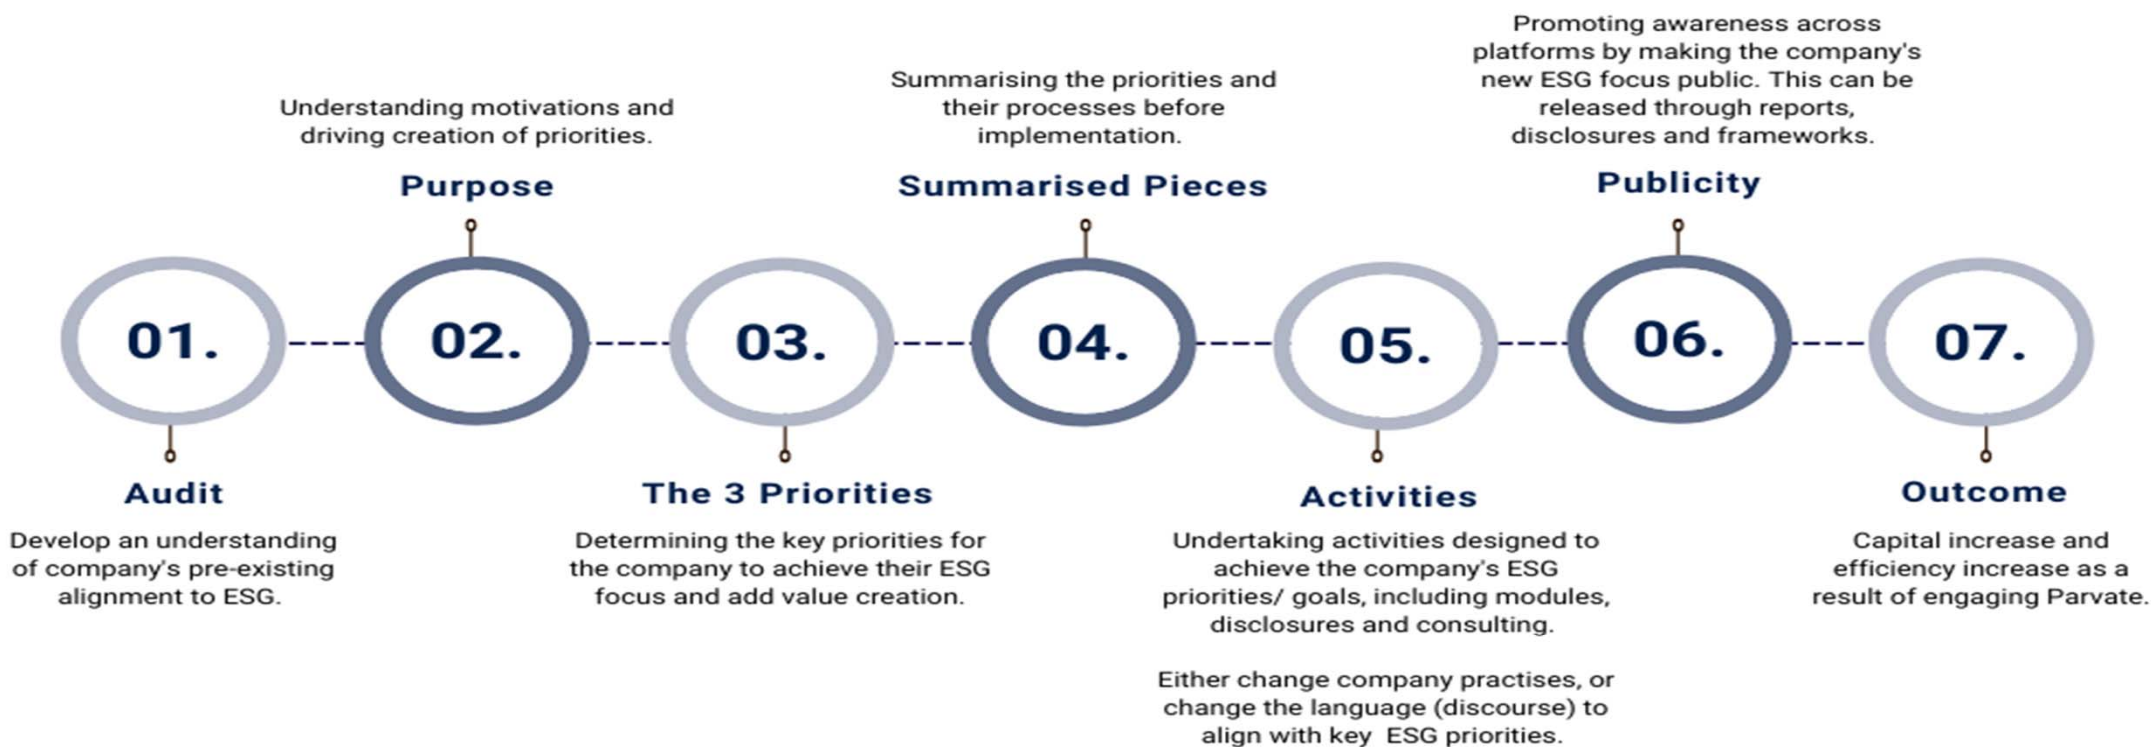 01.
Audit
Develop an understanding
of company's pre-existing
alignment to ESG.
Understanding motivations and
driving creation of priorities.
Purpose
02.
03.
The 3 Priorities
Determining the key priorities for
the company to achieve their ESG
focus and add value creation.
Summarising the priorities and
their processes before
implementation.
Summarised Pieces
04.
05.
Activities
Undertaking activities designed to
achieve the company's ESG
priorities/ goals, including modules,
disclosures and consulting.
Either change company practises, or
change the language (discourse) to
align with key ESG priorities.
Promoting awareness across
platforms by making the company's
new ESG focus public. This can be
released through reports,
disclosures and frameworks.
Publicity
06.
07.
Outcome
Capital increase and
efficiency increase as a
result of engaging Parvate.